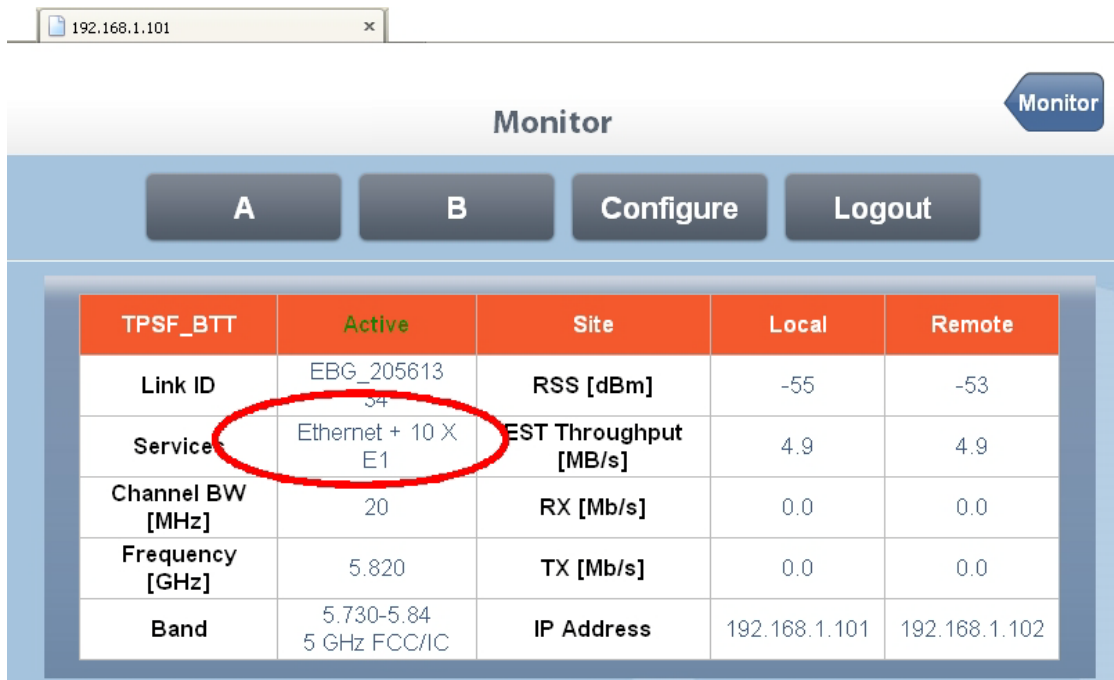 192.168.1.101
Monitor
Monitor
A B Configure Logout
TPSF_BTT Active Site Local Remote
Link ID EBG_205613 RSS [dBm] -55 -53
34
Services Ethernet + 10 X EST Throughput 4.9 4.9
E1 [MB/s]
Channel BW 20 RX [Mb/s] 0.0 0.0
[MHz]
Frequency 5.820 TX [Mb/s] 0.0 0.0
[GHz]
Band 5.730-5.84 IP Address 192.168.1.101 192.168.1.102
5 GHz FCC/IC